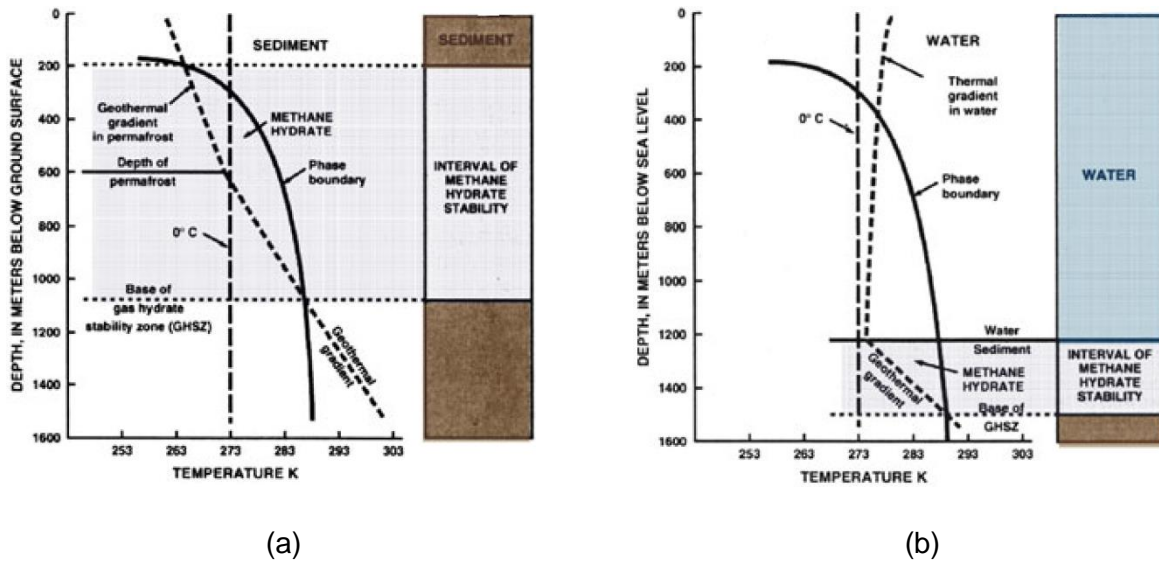 0
200
400
600
800
1000
1200
1400
1600
DEPTH, IN METERS BELOW GROUND SURFACE
253
263
273
283
293
303
TEMPERATURE K
SEDIMENT
Geothermal
gradient
in permafrost
METHANE
HYDRATE
Depth of
permafrost
Phase
boundary
0° C
Base of
gas hydrate
stability zone (GHSZ)
Geothermal
gradient
SEDIMENT
INTERVAL OF
METHANE
HYDRATE
STABILITY
(a)
0
200
400
600
800
1000
1200
1400
1600
DEPTH, IN METERS BELOW SEA LEVEL
253
263
273
283
293
303
TEMPERATURE K
WATER
Thermal
gradient
in water
0° C
Phase
boundary
Water
Sediment
METHANE
HYDRATE
Geothermal
gradient
Base of
GHSZ
WATER
INTERVAL OF
METHANE
HYDRATE
STABILITY
(b)